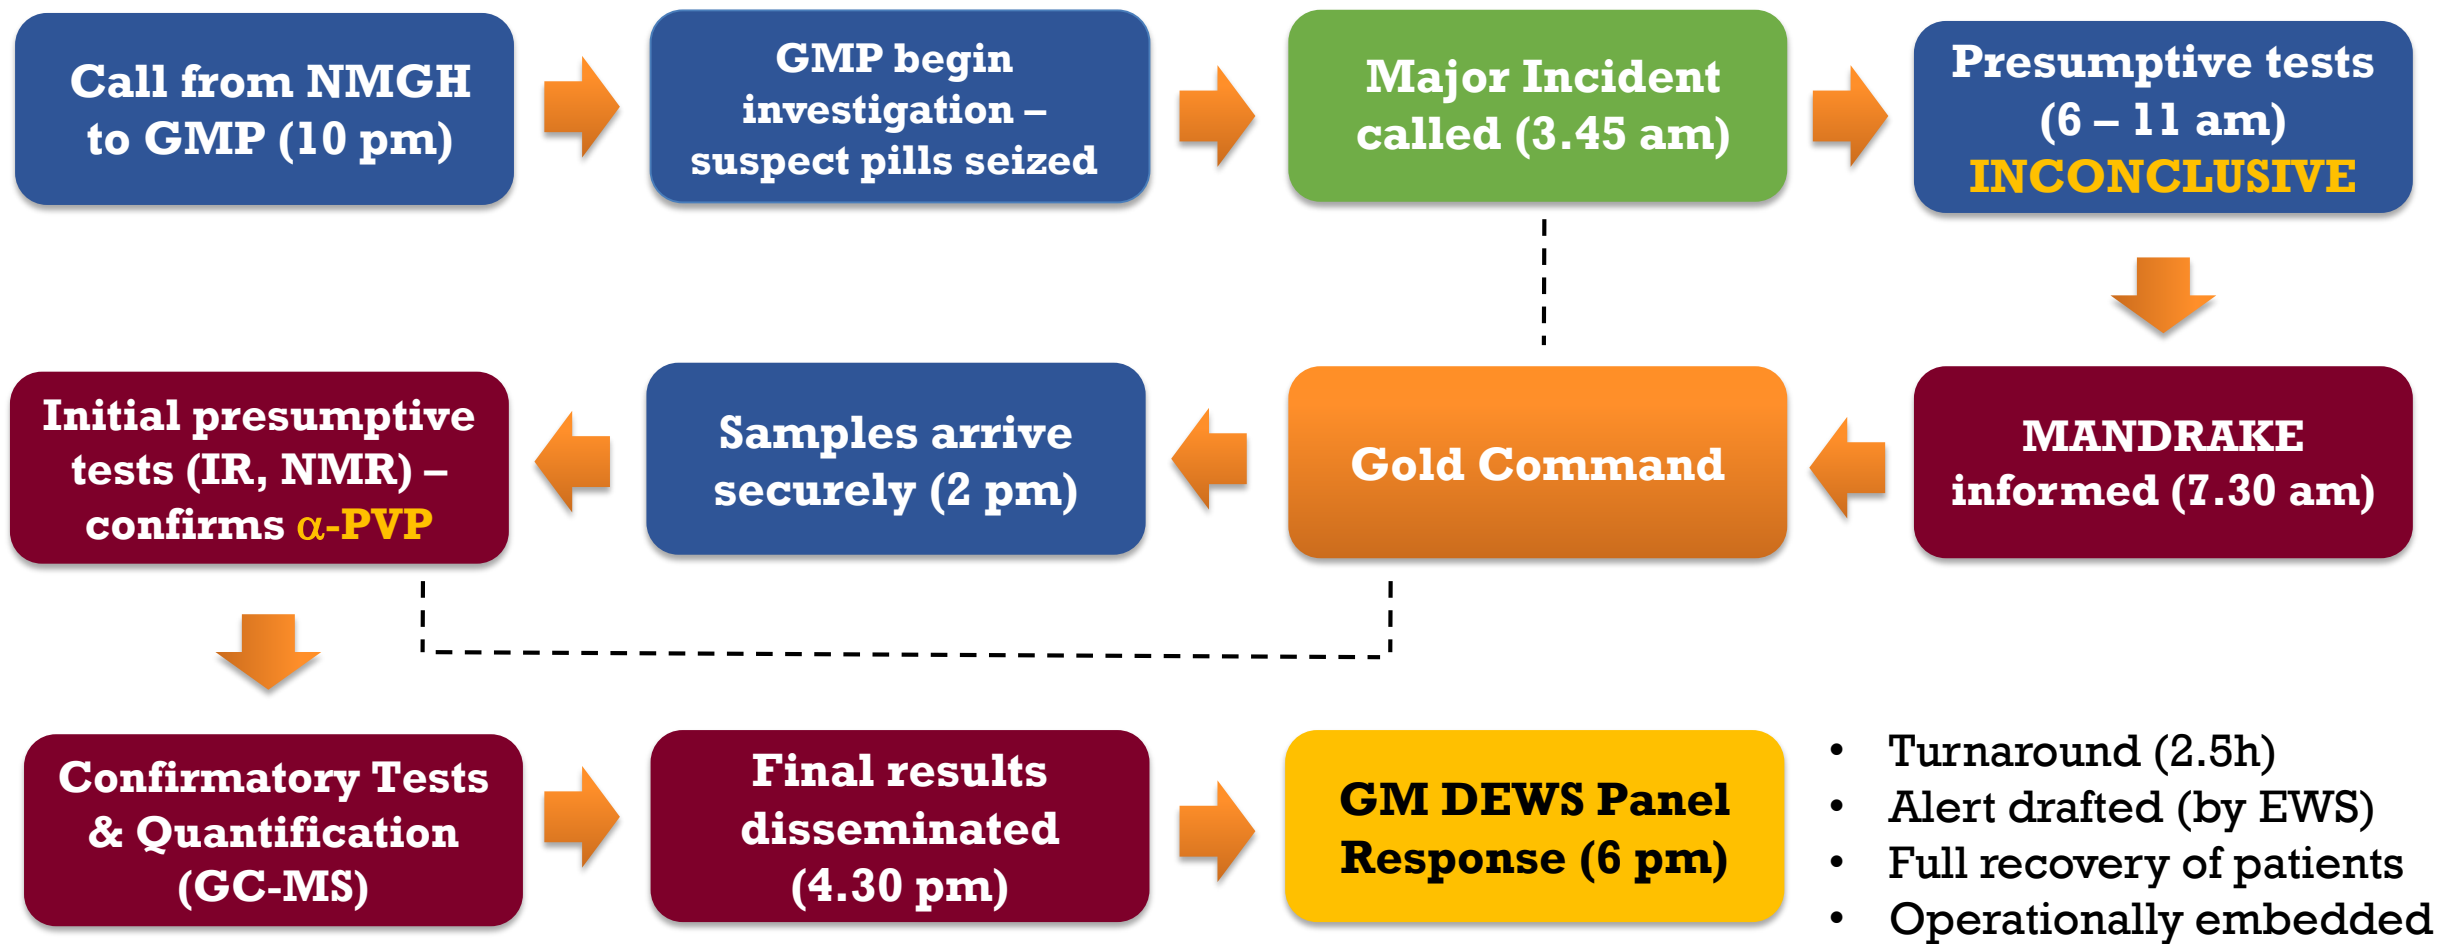 Call from NMGH
to GMP (10 pm)
GMP begin
investigation –
suspect pills seized
Major Incident
called (3.45 am)
Presumptive tests
(6 – 11 am)
INCONCLUSIVE
MANDRAKE
informed (7.30 am)
Gold Command
Samples arrive
securely (2 pm)
Initial presumptive
tests (IR, NMR) –
confirms α-PVP
Confirmatory Tests
& Quantification
(GC-MS)
Final results
disseminated
(4.30 pm)
GM DEWS Panel
Response (6 pm)
• Turnaround (2.5h)
• Alert drafted (by EWS)
• Full recovery of patients
• Operationally embedded